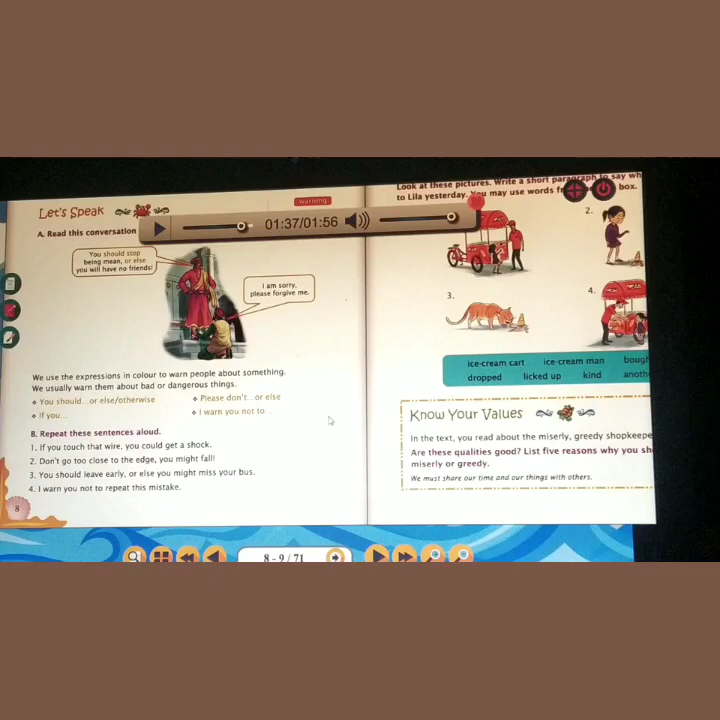 Let's Speak
Warning
A. Read this conversation
01:37/01:56
You should stop
being mean, or else
you will have no friends!
I am sorry,
please forgive me.
We use the expressions in colour to warn people about something.
We usually warn them about bad or dangerous things.
❖ You should...or else/otherwise
❖ Please don't...or else
❖ If you...
❖ I warn you not to...
B. Repeat these sentences aloud.
1. If you touch that wire, you could get a shock.
2. Don't go too close to the edge, you might fall!
3. You should leave early, or else you might miss your bus.
4. I warn you not to repeat this mistake.
8
Look at these pictures. Write a short paragraph to say wh
to Lila yesterday. You may use words fr box.
2.
3.
4.
ice-cream cart ice-cream man bough
dropped licked up kind anoth
Know Your Values
In the text, you read about the miserly, greedy shopkeepe
Are these qualities good? List five reasons why you sh
miserly or greedy.
We must share our time and our things with others.
8 - 9 / 71